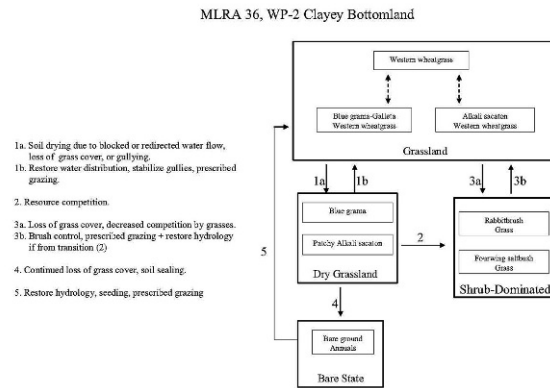 MLRA 36, WP-2 Clayey Bottomland
Western wheatgrass
Blue grama-Galleta
Western wheatgrass
Alkali sacaton
Western wheatgrass
Grassland
1a. Soil drying due to blocked or redirected water flow,
loss of grass cover, or gullying.
1b. Restore water distribution, stabilize gullies, prescribed
grazing.
2. Resource competition.
3a. Loss of grass cover, decreased competition by grasses.
3b. Brush control, prescribed grazing + restore hydrology
if from transition (2)
4. Continued loss of grass cover, soil sealing.
5. Restore hydrology, seeding, prescribed grazing
1a
1b
3a
3b
Blue grama
Patchy Alkali sacaton
Dry Grassland
2
Rabbitbrush
Grass
Fourwing saltbush
Grass
Shrub-Dominated
5
4
Bare ground
Annuals
Bare State